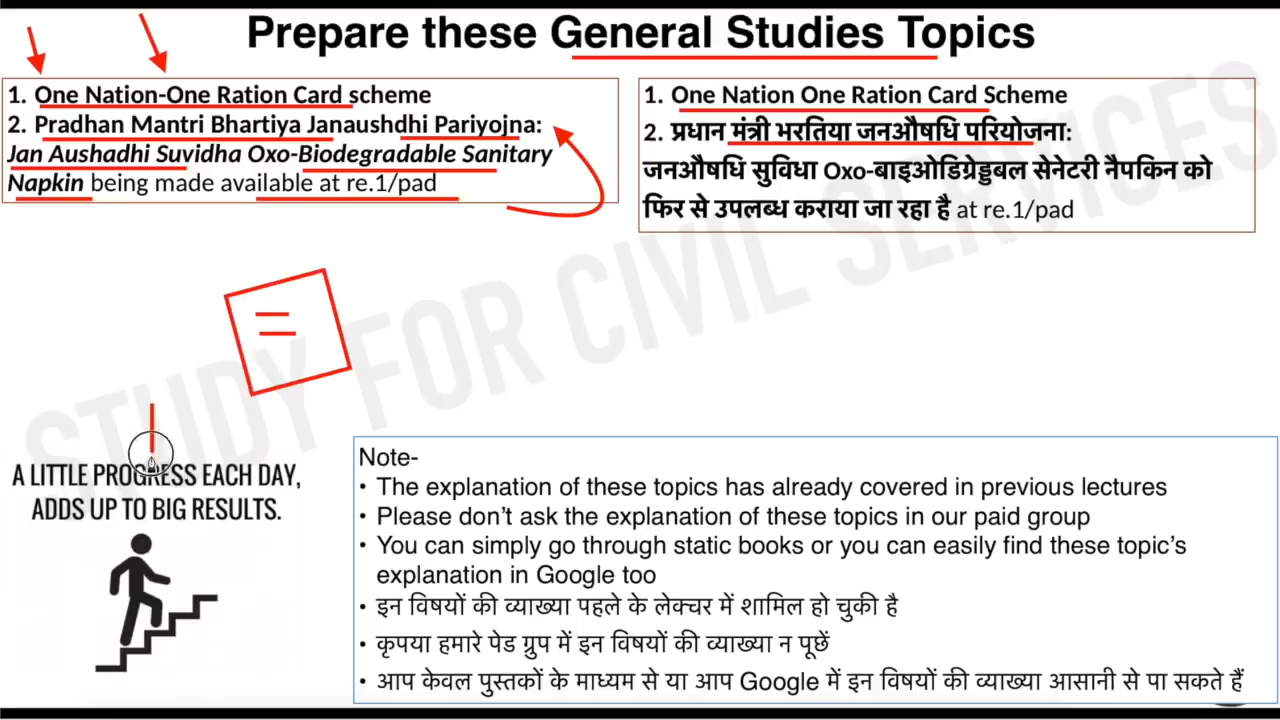 Prepare these General Studies Topics
1. One Nation-One Ration Card scheme
2. Pradhan Mantri Bhartiya Janaushdhi Pariyojna:
Jan Aushadhi Suvidha Oxo-Biodegradable Sanitary
Napkin being made available at re.1/pad
1. One Nation One Ration Card Scheme
2. प्रधान मंत्री भरतिया जनऔषधि परियोजना:
जनऔषधि सुविधा Oxo-बाइओडिग्रेड्डबल सेनेटरी नैपकिन को
फिर से उपलब्ध कराया जा रहा है at re.1/pad
STUDY FOR CIVIL SERVICES
A LITTLE PROGRESS EACH DAY,
ADDS UP TO BIG RESULTS.
Note-
• The explanation of these topics has already covered in previous lectures
• Please don't ask the explanation of these topics in our paid group
• You can simply go through static books or you can easily find these topic's
explanation in Google too
• इन विषयों की व्याख्या पहले के लेक्चर में शामिल हो चुकी है
• कृपया हमारे पेड ग्रुप में इन विषयों की व्याख्या न पूछें
• आप केवल पुस्तकों के माध्यम से या आप Google में इन विषयों की व्याख्या आसानी से पा सकते हैं